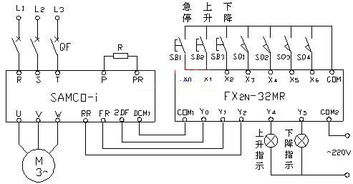 L1 L2 L3
急停 上升 下降
QF
R
SB1 SB2 SB3 SQ1 SQ2 SQ3 SQ4
R S T P PR
X0 X1 X2 X3 X4 X5 X6 COM
SAMCO-i
FX2N-32MR
U V W RR FR 2DF DCM1
COM1 Y0 Y1 Y2 Y4 Y5 COM2
M
3~
上升指示
下降指示
~220V